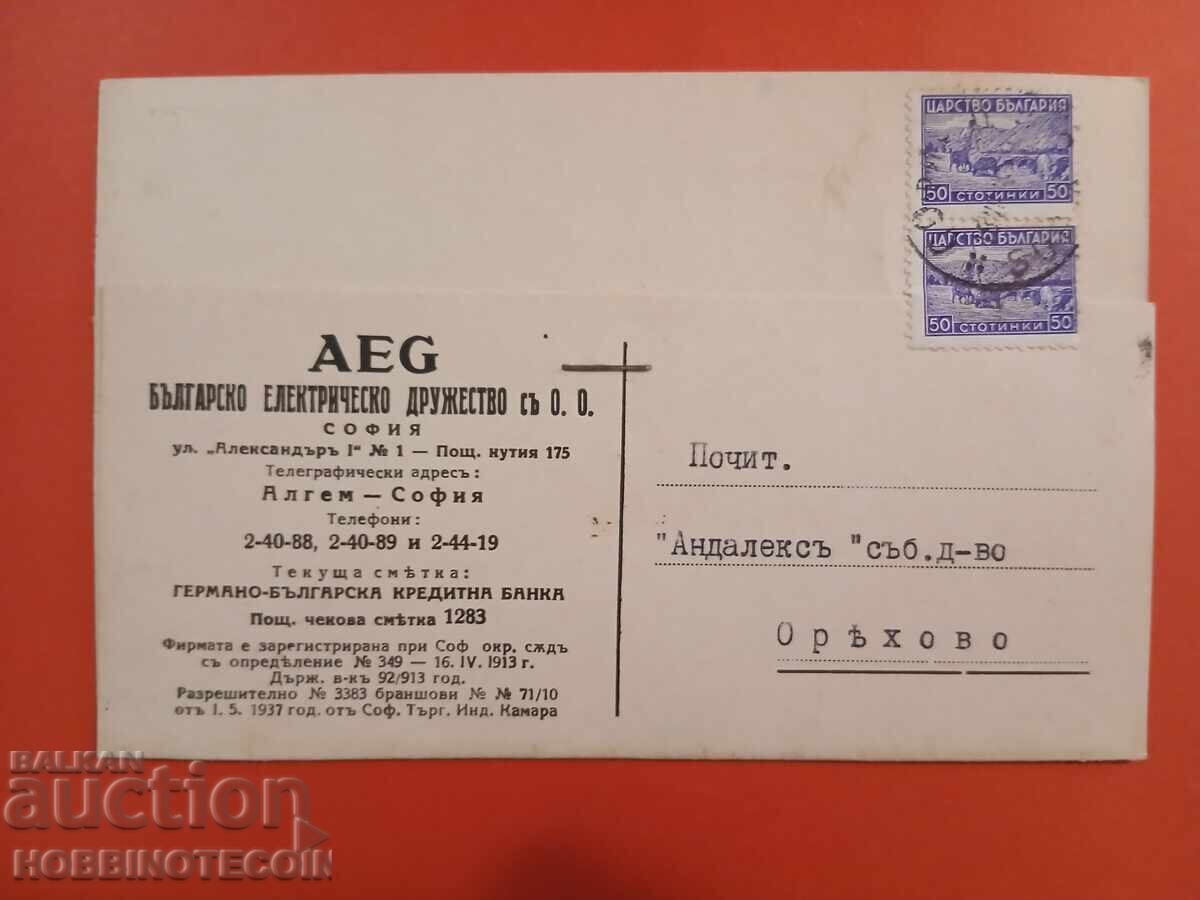 ЦАРСТВО БЪЛГАРИЯ
50 СТОТИНКИ 50
ЦАРСТВО БЪЛГАРИЯ
50 СТОТИНКИ 50
AEG
БЪЛГАРСКО ЕЛЕКТРИЧЕСКО ДРУЖЕСТВО съ О. О.
СОФИЯ
ул. „Александъръ I“ № 1 — Пощ. кутия 175
Телеграфически адресъ:
Алгем — София
Телефони:
2-40-88, 2-40-89 и 2-44-19
Текуща смѣтка:
ГЕРМАНО-БЪЛГАРСКА КРЕДИТНА БАНКА
Пощ. чекова смѣтка 1283
Фирмата е зарегистрирана при Соф окр. сѫдъ
съ опредѣление № 349 — 16. IV. 1913 г.
Държ. в-къ 92/913 год.
Разрешително № 3383 браншови № № 71/10
отъ 1. 5. 1937 год. отъ Соф. Търг. Инд. Камара
Почит.
"Андалексъ "съб.д-во
Орѣхово
BALKAN
auction
HOBBINOTECOIN